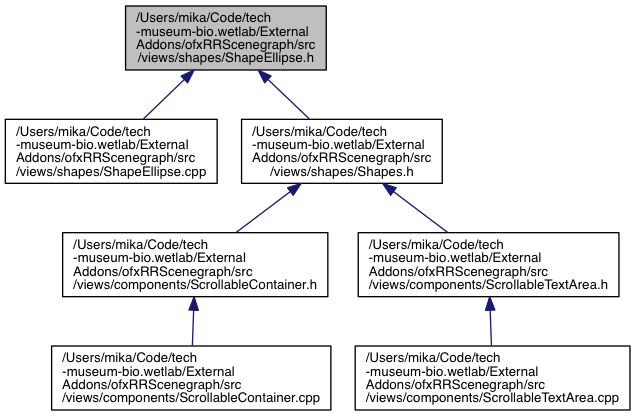 /Users/mika/Code/tech
-museum-bio.wetlab/External
Addons/ofxRRScenegraph/src
/views/shapes/ShapeEllipse.h
/Users/mika/Code/tech
-museum-bio.wetlab/External
Addons/ofxRRScenegraph/src
/views/shapes/ShapeEllipse.cpp
/Users/mika/Code/tech
-museum-bio.wetlab/External
Addons/ofxRRScenegraph/src
/views/shapes/Shapes.h
/Users/mika/Code/tech
-museum-bio.wetlab/External
Addons/ofxRRScenegraph/src
/views/components/ScrollableContainer.h
/Users/mika/Code/tech
-museum-bio.wetlab/External
Addons/ofxRRScenegraph/src
/views/components/ScrollableTextArea.h
/Users/mika/Code/tech
-museum-bio.wetlab/External
Addons/ofxRRScenegraph/src
/views/components/ScrollableContainer.cpp
/Users/mika/Code/tech
-museum-bio.wetlab/External
Addons/ofxRRScenegraph/src
/views/components/ScrollableTextArea.cpp